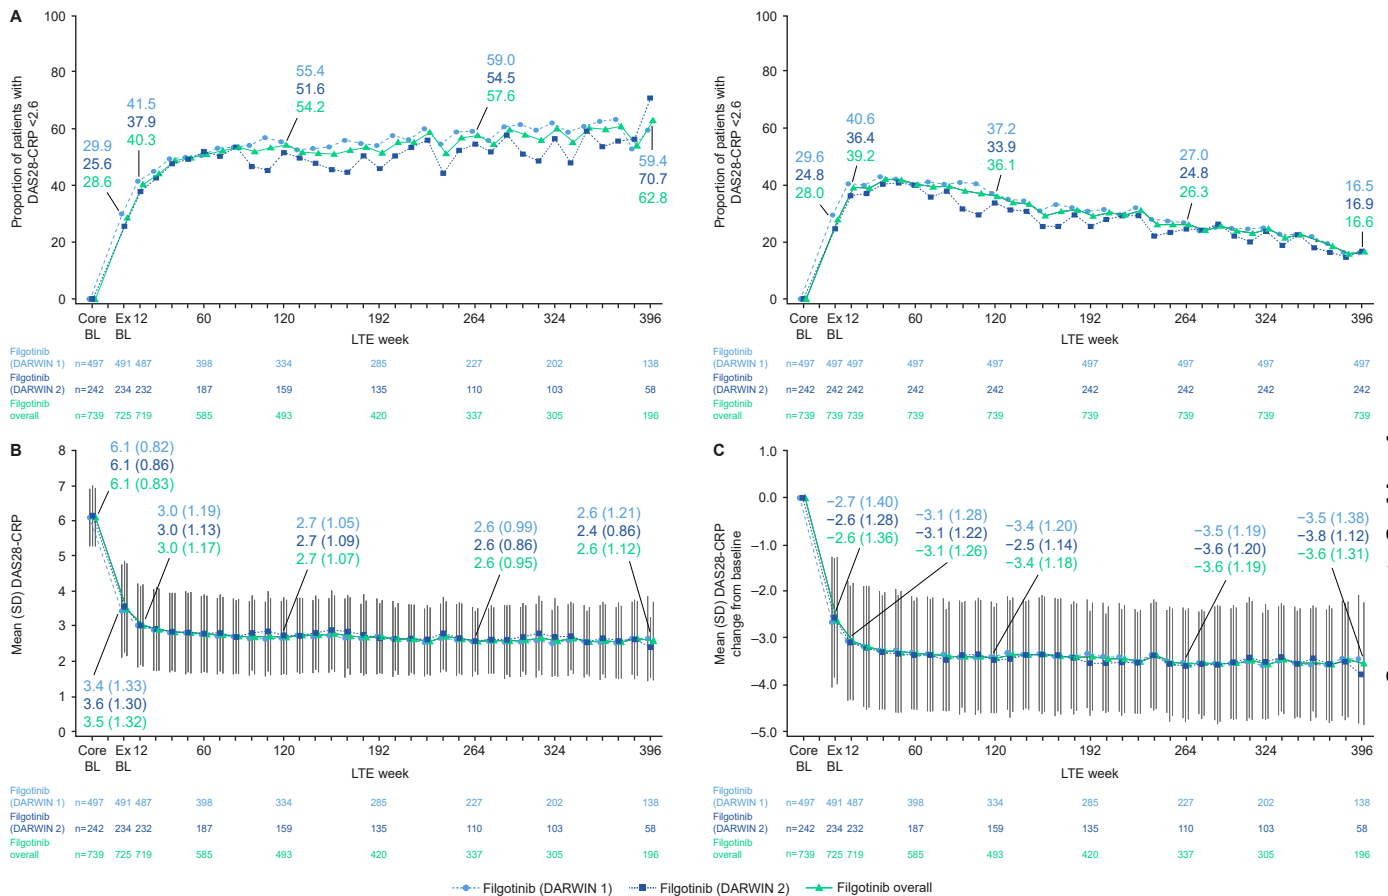 A
Proportion of patients with
DAS28-CRP <2.6
100
80
60
40
20
0
29.9
25.6
28.6
41.5
37.9
40.3
55.4
51.6
54.2
59.0
54.5
57.6
59.4
70.7
62.8
Core BL
Ex BL
12
60
120
192
264
324
396
LTE week
Filgotinib
(DARWIN 1) n=497 491 487 398 334 285 227 202 138
Filgotinib
(DARWIN 2) n=242 234 232 187 159 135 110 103 58
Filgotinib
overall n=739 725 719 585 493 420 337 305 196
Proportion of patients with
DAS28-CRP <2.6
100
80
60
40
20
0
29.6
24.8
28.0
40.6
36.4
39.2
37.2
33.9
36.1
27.0
24.8
26.3
16.5
16.9
16.6
Core BL
Ex BL
12
60
120
192
264
324
396
LTE week
Filgotinib
(DARWIN 1) n=497 497 497 497 497 497 497 497 497
Filgotinib
(DARWIN 2) n=242 242 242 242 242 242 242 242 242
Filgotinib
overall n=739 739 739 739 739 739 739 739 739
B
Mean (SD) DAS28-CRP
8
7
6
5
4
3
2
1
0
6.1 (0.82)
6.1 (0.86)
6.1 (0.83)
3.4 (1.33)
3.6 (1.30)
3.5 (1.32)
3.0 (1.19)
3.0 (1.13)
3.0 (1.17)
2.7 (1.05)
2.7 (1.09)
2.7 (1.07)
2.6 (0.99)
2.6 (0.86)
2.6 (0.95)
2.6 (1.21)
2.4 (0.86)
2.6 (1.12)
Core BL
Ex BL
12
60
120
192
264
324
396
LTE week
Filgotinib
(DARWIN 1) n=497 491 487 398 334 285 227 202 138
Filgotinib
(DARWIN 2) n=242 234 232 187 159 135 110 103 58
Filgotinib
overall n=739 725 719 585 493 420 337 305 196
C
Mean (SD) DAS28-CRP
change from baseline
1.0
0.0
−1.0
−2.0
−3.0
−4.0
−5.0
−2.7 (1.40)
−2.6 (1.28)
−2.6 (1.36)
−3.1 (1.28)
−3.1 (1.22)
−3.1 (1.26)
−3.4 (1.20)
−2.5 (1.14)
−3.4 (1.18)
−3.5 (1.19)
−3.6 (1.20)
−3.6 (1.19)
−3.5 (1.38)
−3.8 (1.12)
−3.6 (1.31)
Core BL
Ex BL
12
60
120
192
264
324
396
LTE week
Filgotinib
(DARWIN 1) n=497 491 487 398 334 285 227 202 138
Filgotinib
(DARWIN 2) n=242 234 232 187 159 135 110 103 58
Filgotinib
overall n=739 725 719 585 493 420 337 305 196
Filgotinib (DARWIN 1) Filgotinib (DARWIN 2) Filgotinib overall